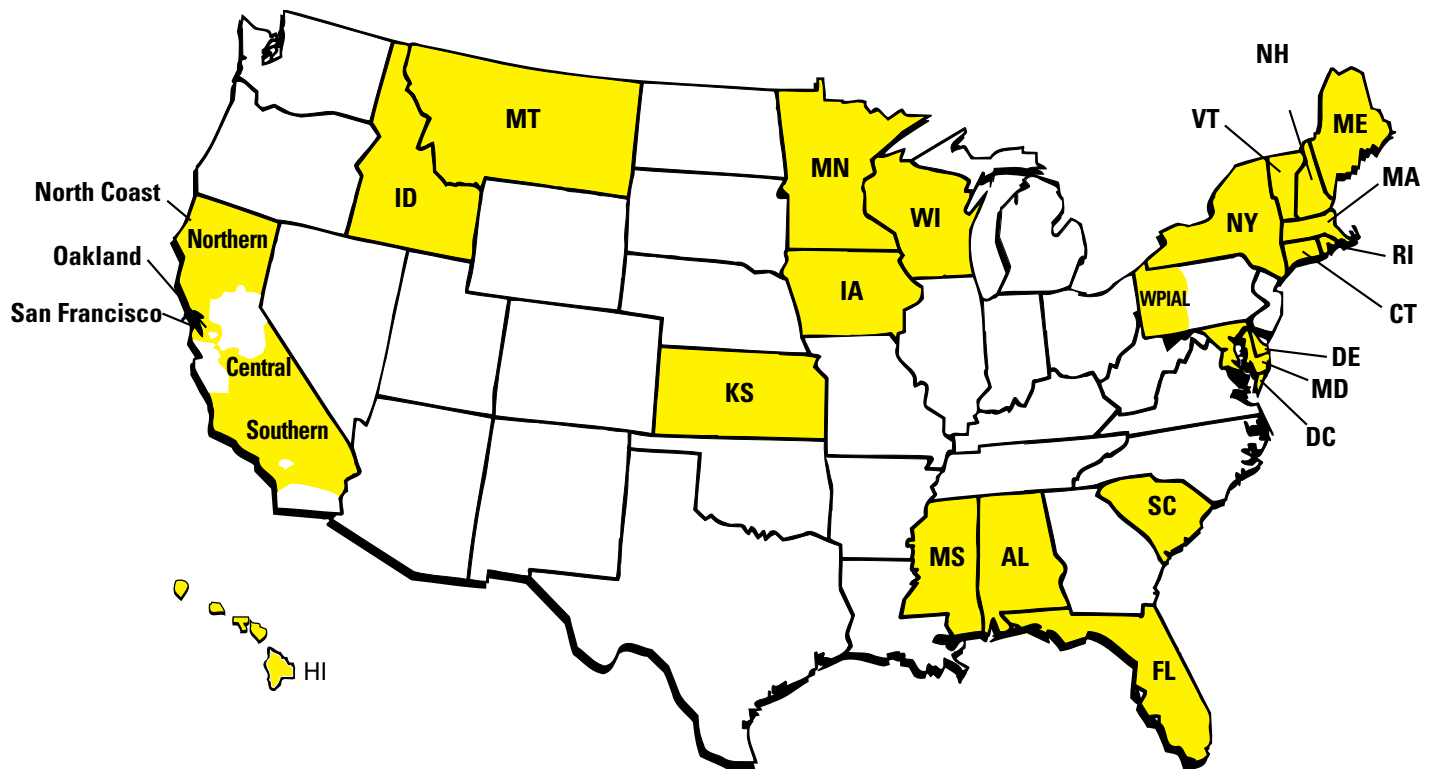 NH
VT
ME
MT
MN
MA
North Coast
ID
WI
NY
Northern
RI
Oakland
IA
WPIAL
San Francisco
CT
Central
DE
KS
MD
Southern
DC
SC
MS
AL
HI
FL